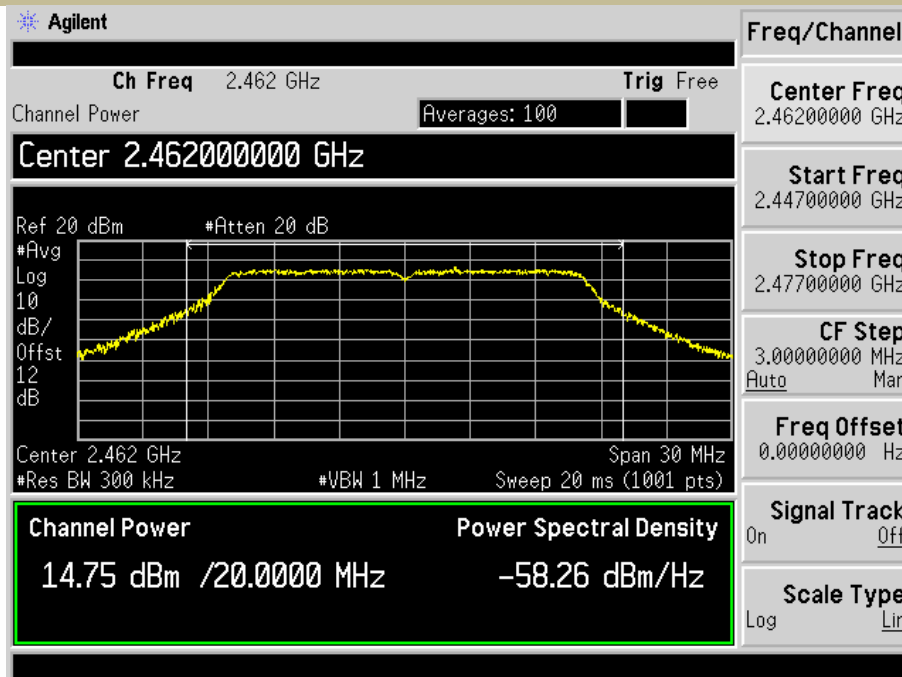 Agilent
Freq/Channel
Ch Freq 2.462 GHz Trig Free
Channel Power Averages: 100
Center 2.462000000 GHz
Ref 20 dBm #Atten 20 dB
#Avg
Log
10
dB/
Offst
12
dB
Center 2.462 GHz Span 30 MHz
#Res BW 300 kHz #VBW 1 MHz Sweep 20 ms (1001 pts)
Channel Power Power Spectral Density
14.75 dBm /20.0000 MHz -58.26 dBm/Hz
Center Freq
2.46200000 GHz
Start Freq
2.44700000 GHz
Stop Freq
2.47700000 GHz
CF Step
3.00000000 MHz
Auto Man
Freq Offset
0.00000000 Hz
Signal Track
On Off
Scale Type
Log Lin